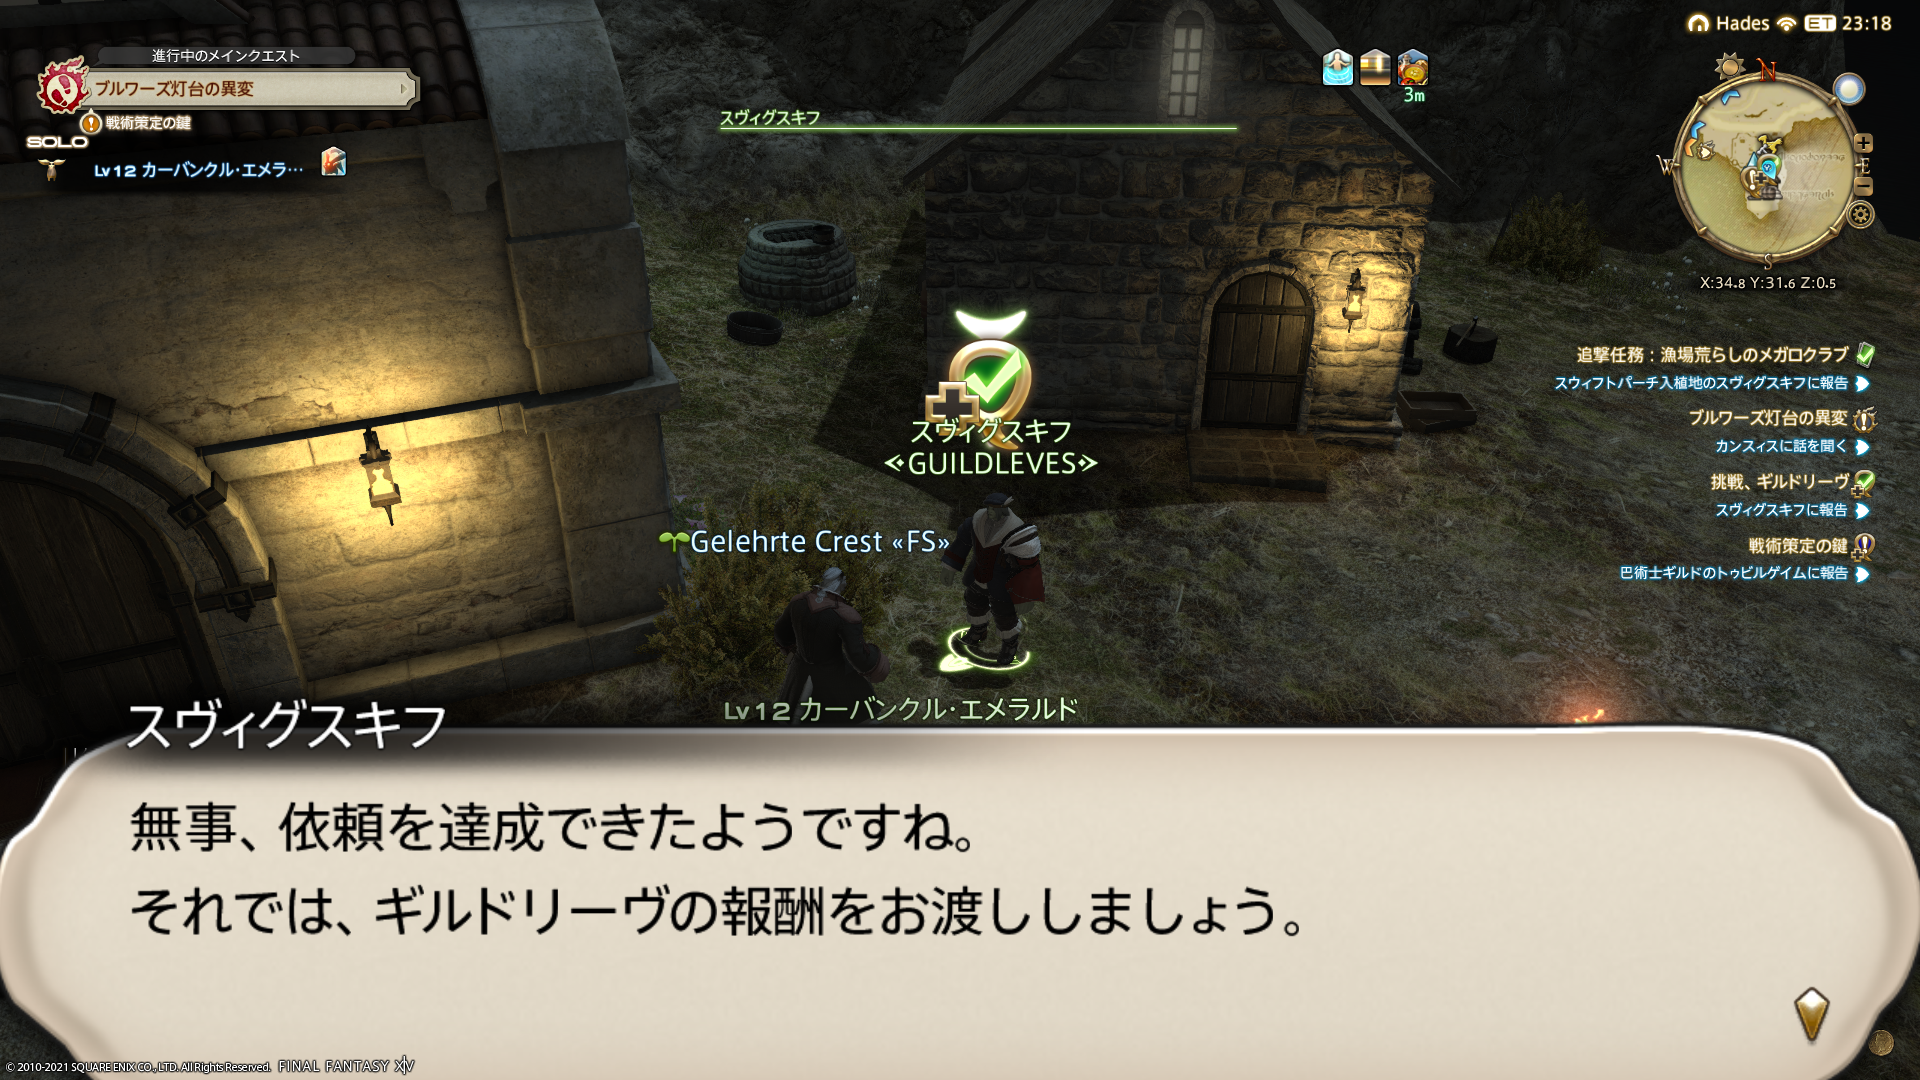 進行中のメインクエスト
ブルワーズ灯台の異変
戦術策定の鍵
SOLO
Lv12 カーバンクル・エメラ…
スヴィグスキフ
3m
Hades ET 23:18
N
W
E
S
X:34.8 Y:31.6 Z:0.5
追撃任務：漁場荒らしのメガロクラブ
スウィフトパーチ入植地のスヴィグスキフに報告
ブルワーズ灯台の異変
カンスィスに話を聞く
挑戦、ギルドリーヴ
スヴィグスキフに報告
戦術策定の鍵
巴術士ギルドのトゥビルゲイムに報告
スヴィグスキフ
GUILDLEVES
Gelehrte Crest «FS»
Lv12 カーバンクル・エメラルド
スヴィグスキフ
無事、依頼を達成できたようですね。
それでは、ギルドリーヴの報酬をお渡ししましょう。
© 2010-2021 SQUARE ENIX CO., LTD. All Rights Reserved. FINAL FANTASY XIV